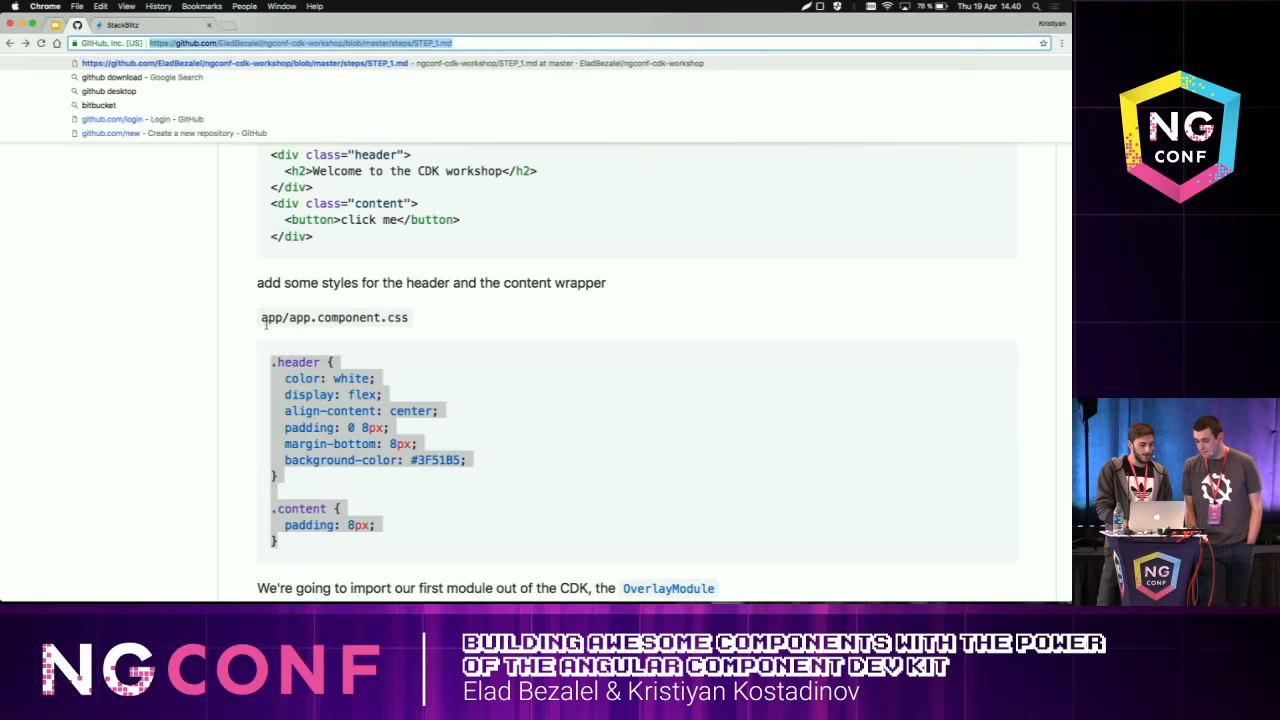 Chrome File Edit View History Bookmarks People Window Help
78 % Thu 19 Apr 14.40
StackBlitz
Kristiyan
GitHub, Inc. [US] https://github.com/EladBezalel/ngconf-cdk-workshop/blob/master/steps/STEP_1.md
https://github.com/EladBezalel/ngconf-cdk-workshop/blob/master/steps/STEP_1.md - ngconf-cdk-workshop/STEP_1.md at master · EladBezalel/ngconf-cdk-workshop
github download - Google Search
github desktop
bitbucket
github.com/login - Login - GitHub
github.com/new - Create a new repository - GitHub
<div class="header">
<h2>Welcome to the CDK workshop</h2>
</div>
<div class="content">
<button>click me</button>
</div>
add some styles for the header and the content wrapper
app/app.component.css
.header {
color: white;
display: flex;
align-content: center;
padding: 0 8px;
margin-bottom: 8px;
background-color: #3F51B5;
}
.content {
padding: 8px;
}
We're going to import our first module out of the CDK, the OverlayModule
NG
CONF
NG
CONF
NGCONF
BUILDING AWESOME COMPONENTS WITH THE POWER
OF THE ANGULAR COMPONENT DEV KIT
Elad Bezalel & Kristiyan Kostadinov